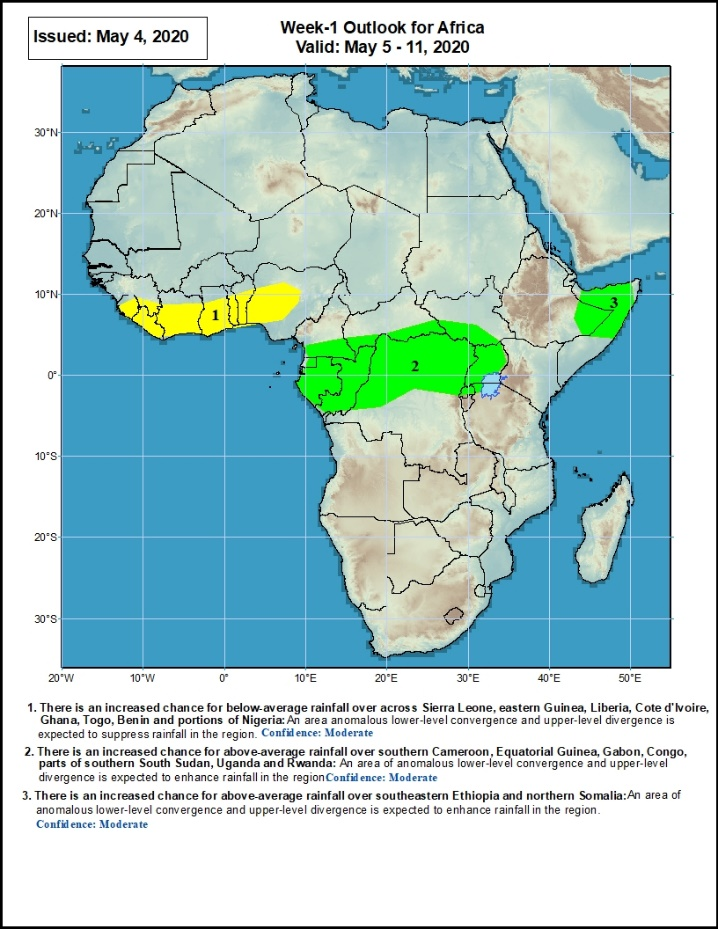 Issued: May 4, 2020
Week-1 Outlook for Africa
Valid: May 5 - 11, 2020
30°N
20°N
10°N
0°
10°S
20°S
30°S
1
2
3
20°W 10°W 0° 10°E 20°E 30°E 40°E 50°E
1. There is an increased chance for below-average rainfall over across Sierra Leone, eastern Guinea, Liberia, Cote d'Ivoire,
Ghana, Togo, Benin and portions of Nigeria: An area anomalous lower-level convergence and upper-level divergence is
expected to suppress rainfall in the region. Confidence: Moderate
2. There is an increased chance for above-average rainfall over southern Cameroon, Equatorial Guinea, Gabon, Congo,
parts of southern South Sudan, Uganda and Rwanda: An area of anomalous lower-level convergence and upper-level
divergence is expected to enhance rainfall in the region Confidence: Moderate
3. There is an increased chance for above-average rainfall over southeastern Ethiopia and northern Somalia: An area of
anomalous lower-level convergence and upper-level divergence is expected to enhance rainfall in the region.
Confidence: Moderate